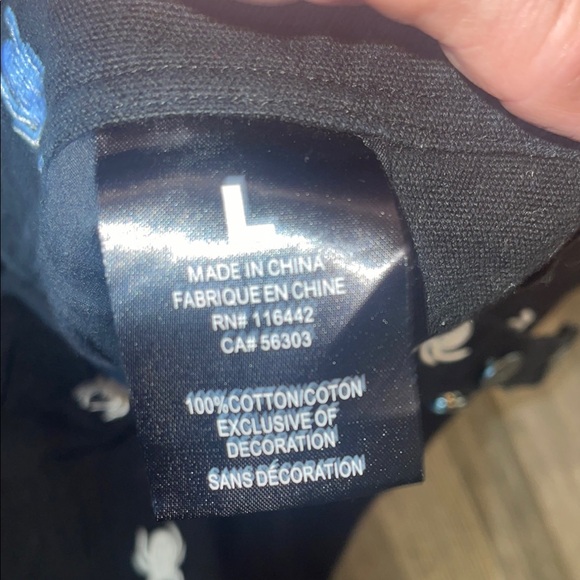 L
MADE IN CHINA
FABRIQUE EN CHINE
RN# 116442
CA# 56303
100%COTTON/COTON
EXCLUSIVE OF
DECORATION
SANS DÉCORATION